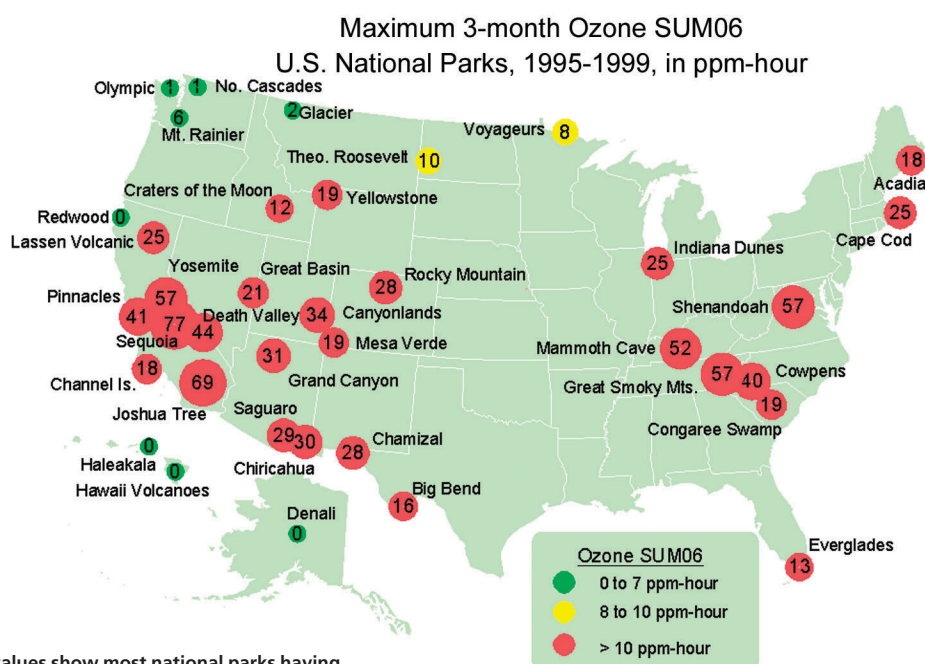 Maximum 3-month Ozone SUM06
U.S. National Parks, 1995-1999, in ppm-hour
Olympic 1
1 No. Cascades
6
Mt. Rainier
2 Glacier
Voyageurs 8
Theo. Roosevelt 10
18
Acadia
Craters of the Moon
12
19 Yellowstone
Redwood 0
Lassen Volcanic 25
25
Cape Cod
Indiana Dunes
25
Yosemite
57
Great Basin
21
Rocky Mountain
28
Pinnacles
41
77
Sequoia
Death Valley
44
34 Canyonlands
Shenandoah 57
19 Mesa Verde
Mammoth Cave 52
31
Grand Canyon
Great Smoky Mts. 57
40 Cowpens
18
Channel Is.
69
Joshua Tree
19
Congaree Swamp
Saguaro
29
30
Chiricahua
Chamizal
28
0
Haleakala
0
Hawaii Volcanoes
Big Bend
16
Denali
0
Everglades
13
Ozone SUM06
0 to 7 ppm-hour
8 to 10 ppm-hour
> 10 ppm-hour
values show most national parks having